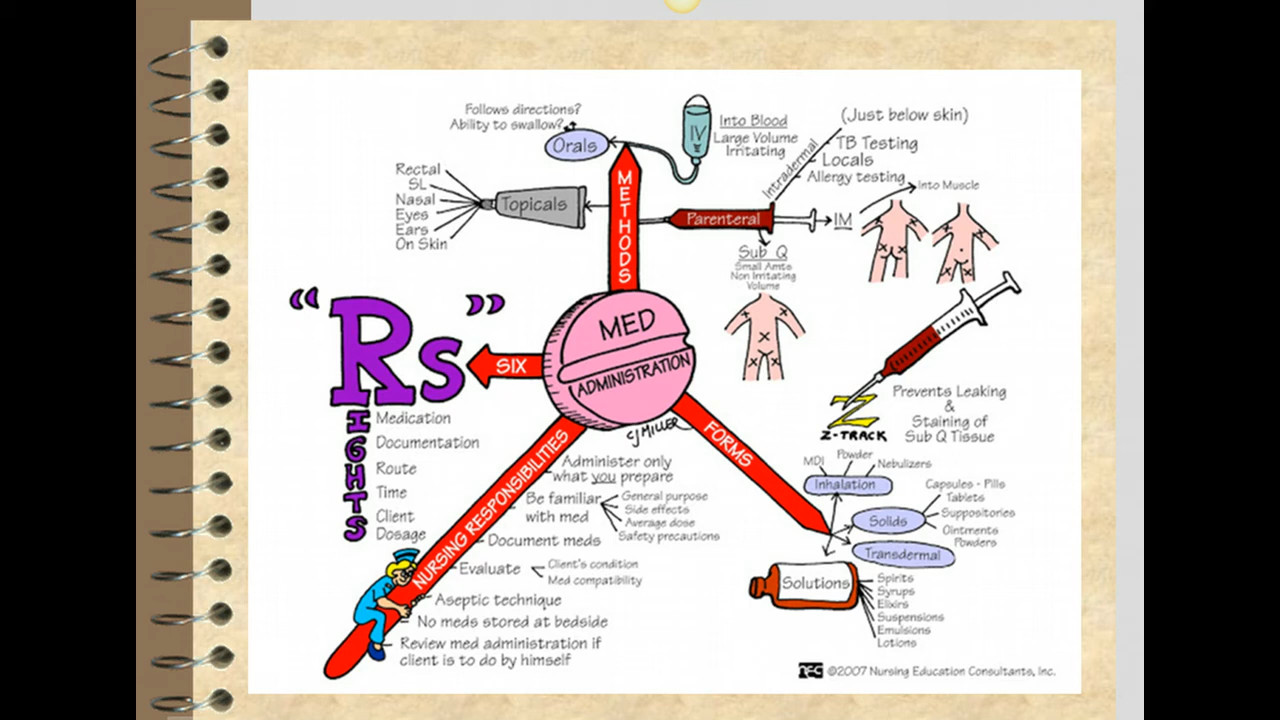 Follows directions?
Ability to swallow?
Orals
IV
Into Blood
Large Volume
Irritating
Intradermal
(Just below skin)
TB Testing
Locals
Allergy testing
Into Muscle
METHODS
Rectal
SL
Nasal
Eyes
Ears
On Skin
Topicals
Parenteral
IM
Sub Q
Small Amts
Non Irritating
Volume
"Rs"
SIX
MED
ADMINISTRATION
CJ MILLER
RIGHTS
Medication
Documentation
Route
Time
Client
Dosage
NURSING RESPONSIBILITIES
Administer only
what you prepare
Be familiar
with med
General purpose
Side effects
Average dose
Safety precautions
Document meds
Evaluate
Client's condition
Med compatibility
Aseptic technique
No meds stored at bedside
Review med administration if
client is to do by himself
FORMS
Z
Z-TRACK
Prevents Leaking
&
Staining of
Sub Q Tissue
MDI
Powder
Nebulizers
Inhalation
Solids
Capsules - Pills
Tablets
Suppositories
Ointments
Powders
Transdermal
Solutions
Spirits
Syrups
Elixirs
Suspensions
Emulsions
Lotions
NEC ©2007 Nursing Education Consultants, Inc.